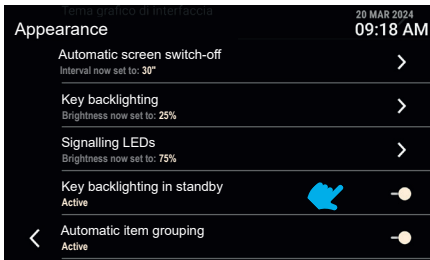 Tema grafico di interfaccia
20 MAR 2024
Appearance
09:18 AM
Automatic screen switch-off
Interval now set to: 30"
Key backlighting
Brightness now set to: 25%
Signalling LEDs
Brightness now set to: 75%
Key backlighting in standby
Active
Automatic item grouping
Active